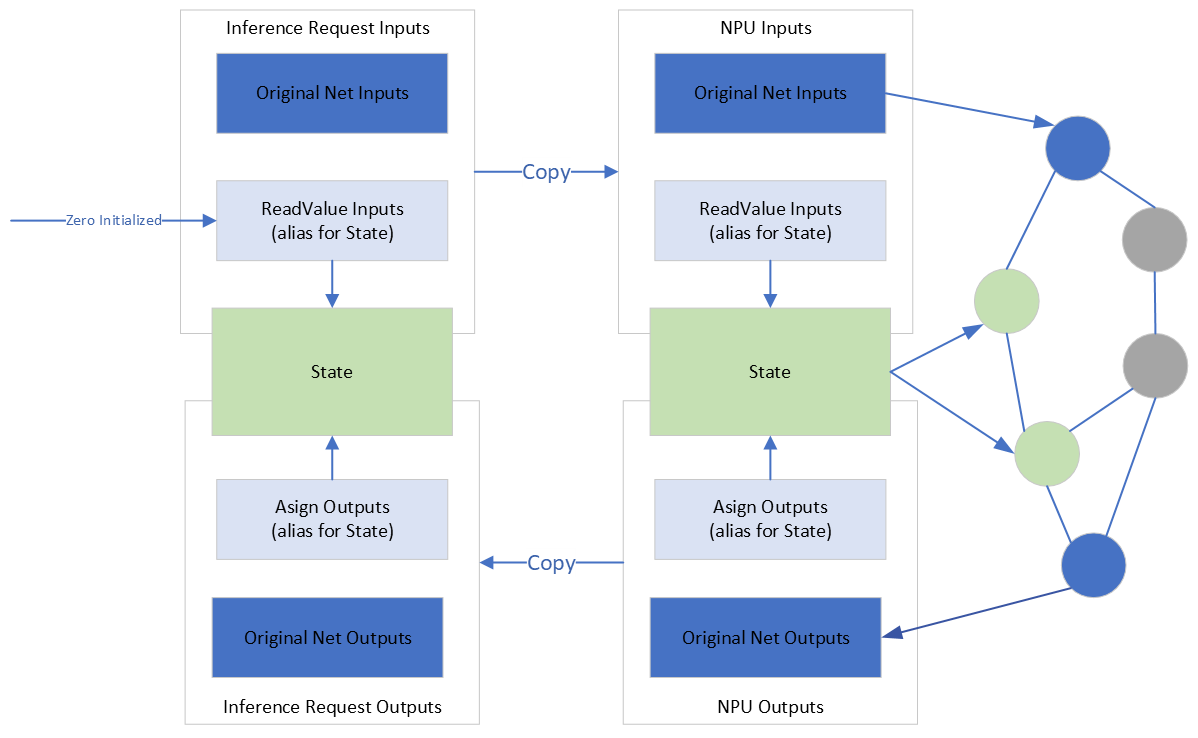 Inference Request Inputs
Original Net Inputs
Zero Initialized
ReadValue Inputs
(alias for State)
State
Asign Outputs
(alias for State)
Original Net Outputs
Inference Request Outputs
Copy
Copy
NPU Inputs
Original Net Inputs
ReadValue Inputs
(alias for State)
State
Asign Outputs
(alias for State)
Original Net Outputs
NPU Outputs